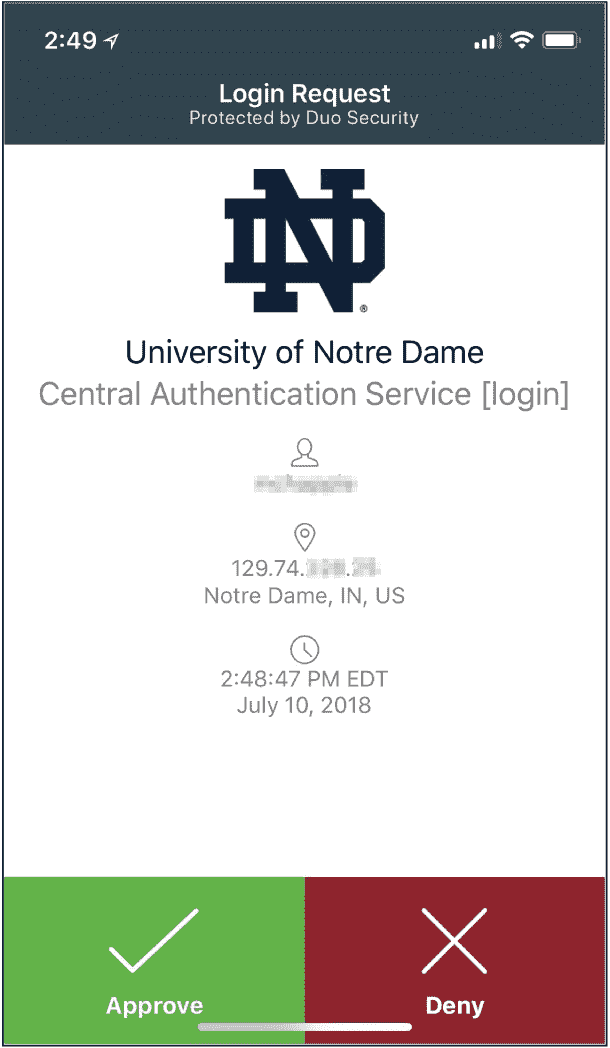 2:49
Login Request
Protected by Duo Security
ND
®
University of Notre Dame
Central Authentication Service [login]
129.74.
Notre Dame, IN, US
2:48:47 PM EDT
July 10, 2018
Approve
Deny